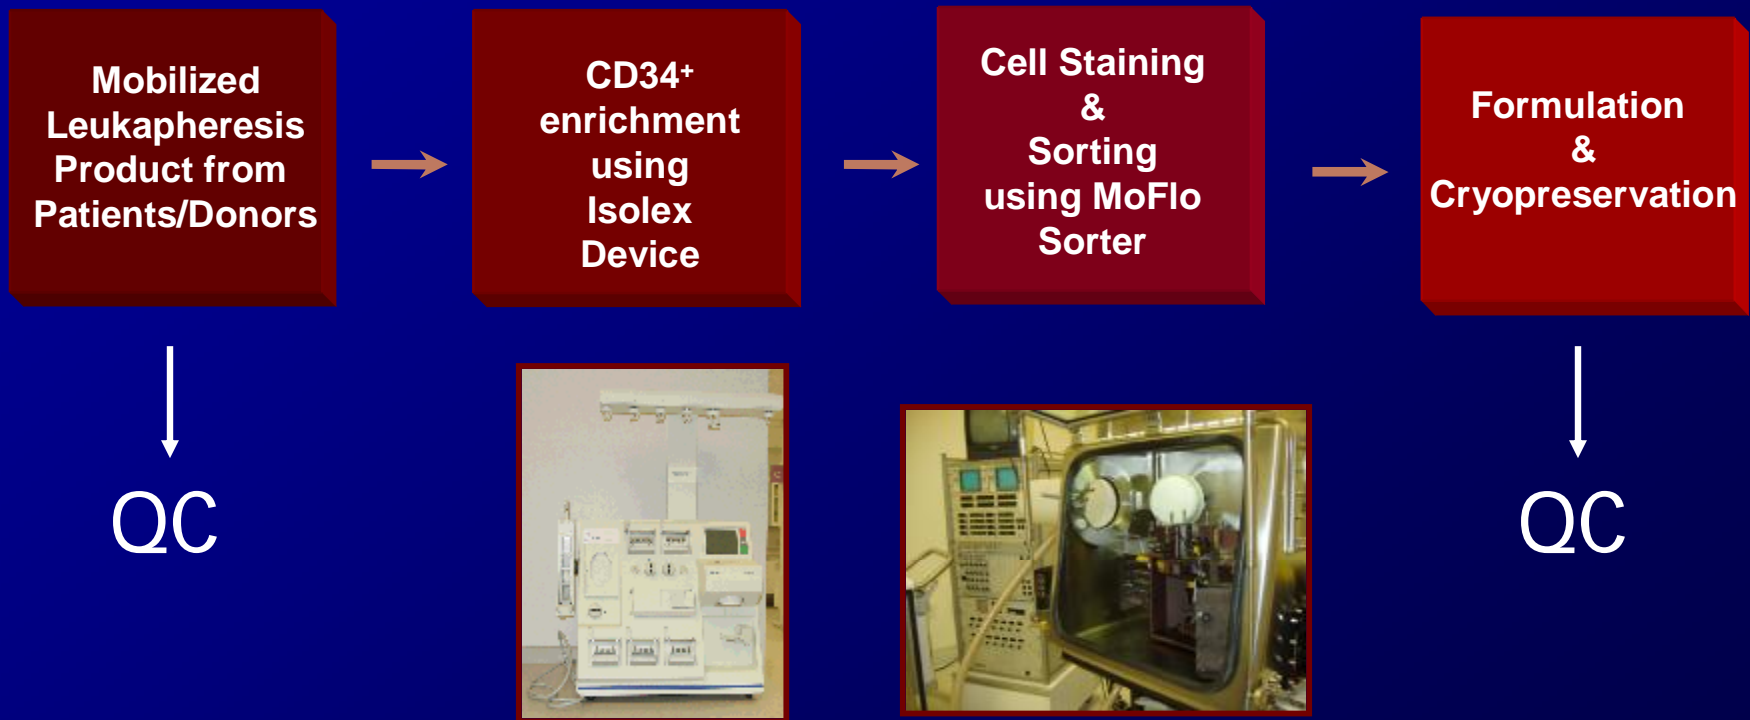 Mobilized
Leukapheresis
Product from
Patients/Donors
CD34⁺
enrichment
using
Isolex
Device
Cell Staining
&
Sorting
using MoFlo
Sorter
Formulation
&
Cryopreservation
QC
QC